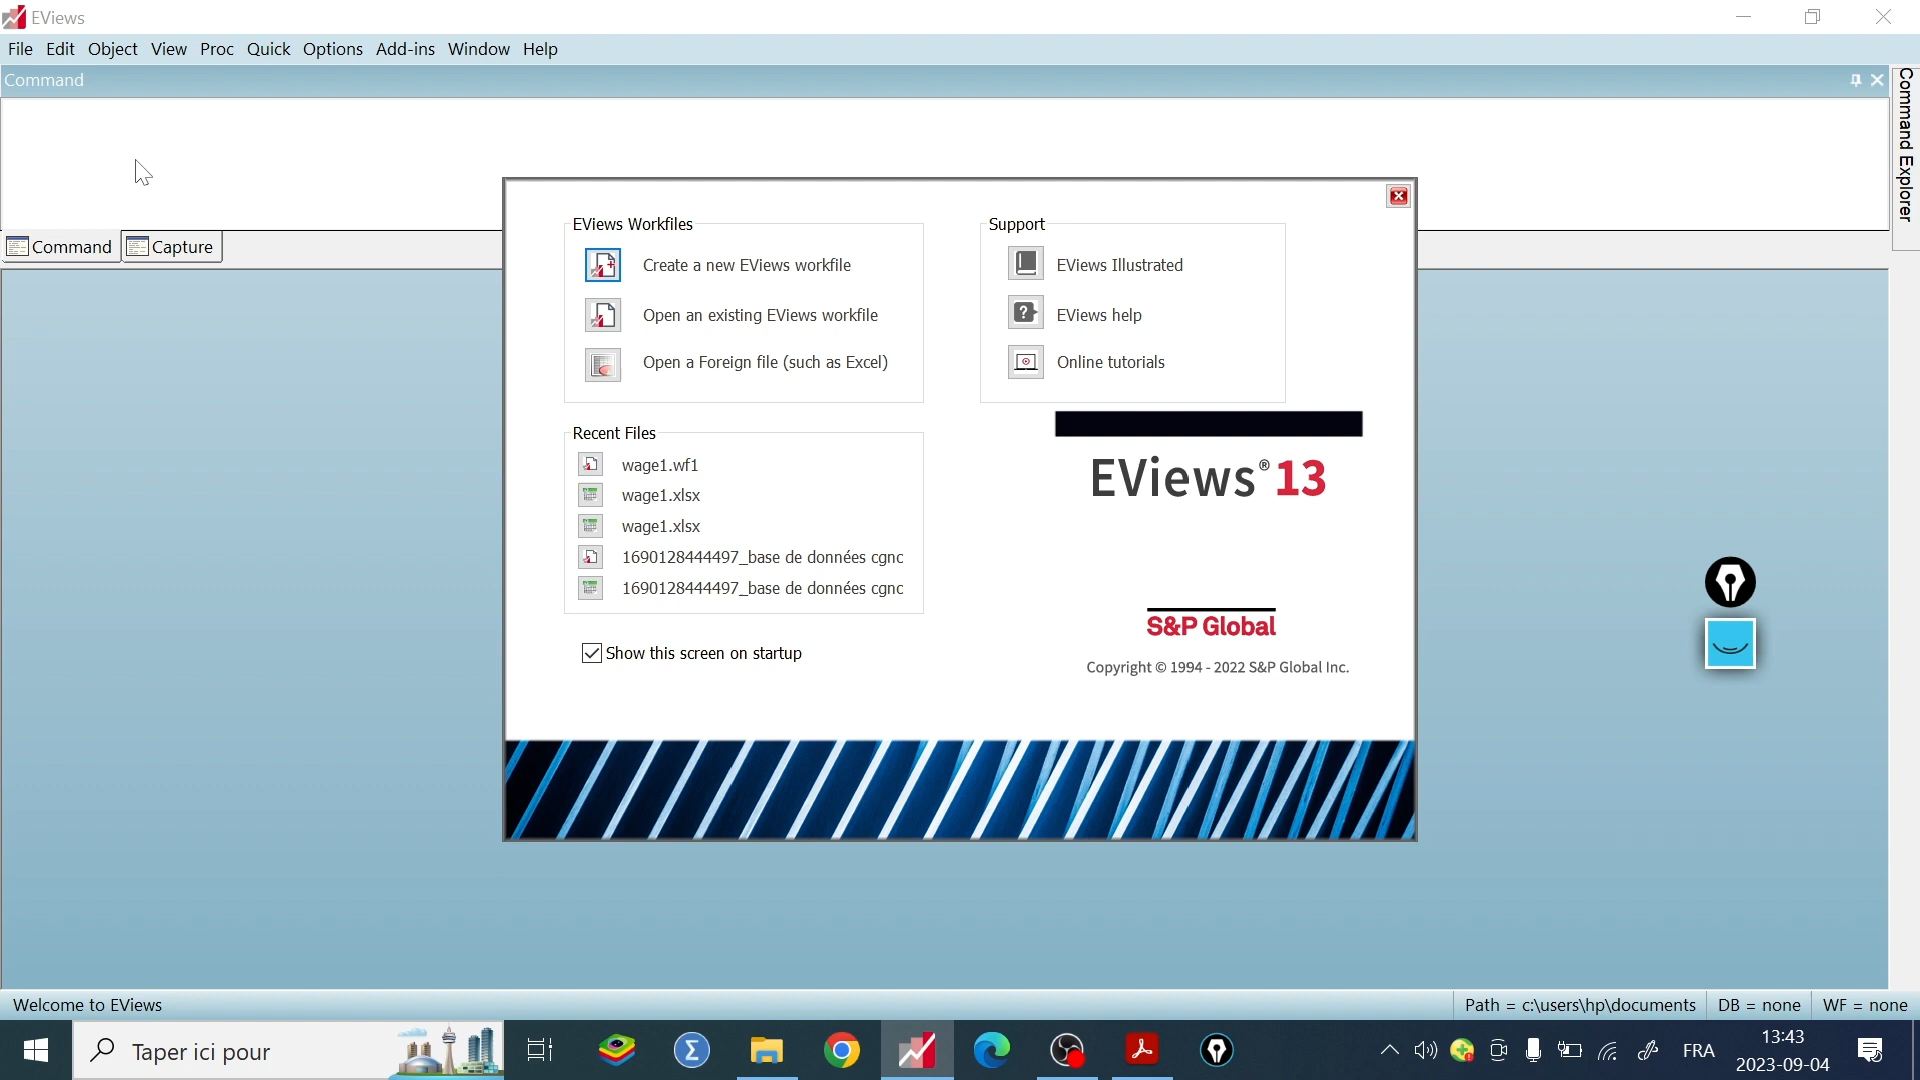 EViews
File Edit Object View Proc Quick Options Add-ins Window Help
Command
Command Explorer
Command Capture
EViews Workfiles
Create a new EViews workfile
Open an existing EViews workfile
Open a Foreign file (such as Excel)
Support
EViews Illustrated
EViews help
Online tutorials
Recent Files
wage1.wf1
wage1.xlsx
wage1.xlsx
1690128444497_base de données cgnc
1690128444497_base de données cgnc
Show this screen on startup
EViews® 13
S&P Global
Copyright © 1994 - 2022 S&P Global Inc.
Welcome to EViews
Path = c:\users\hp\documents DB = none WF = none
Taper ici pour
FRA
13:43
2023-09-04